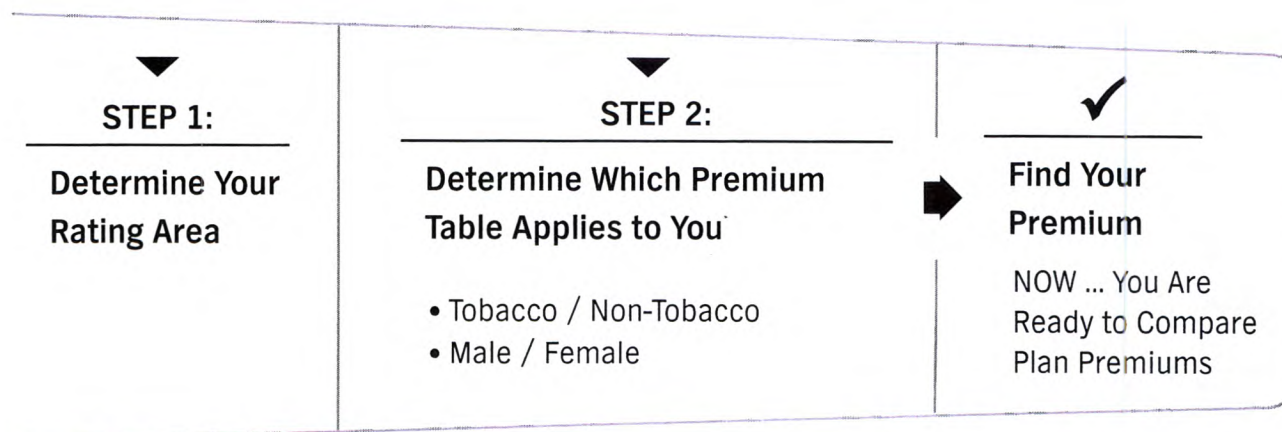 STEP 1:
Determine Your
Rating Area
STEP 2:
Determine Which Premium
Table Applies to You
• Tobacco / Non-Tobacco
• Male / Female
Find Your
Premium
NOW ... You Are
Ready to Compare
Plan Premiums